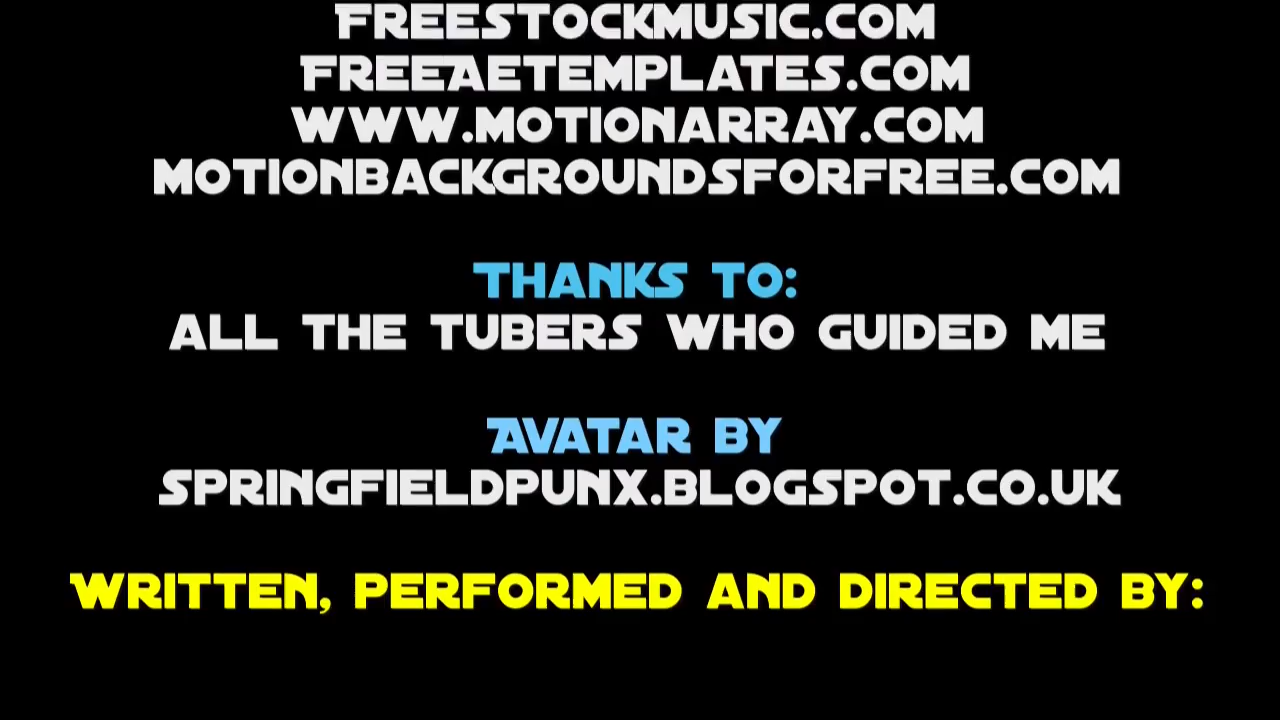 FREESTOCKMUSIC.COM
FREEAETEMPLATES.COM
WWW.MOTIONARRAY.COM
MOTIONBACKGROUNDSFORFREE.COM
THANKS TO:
ALL THE TUBERS WHO GUIDED ME
AVATAR BY
SPRINGFIELDPUNX.BLOGSPOT.CO.UK
WRITTEN, PERFORMED AND DIRECTED BY: